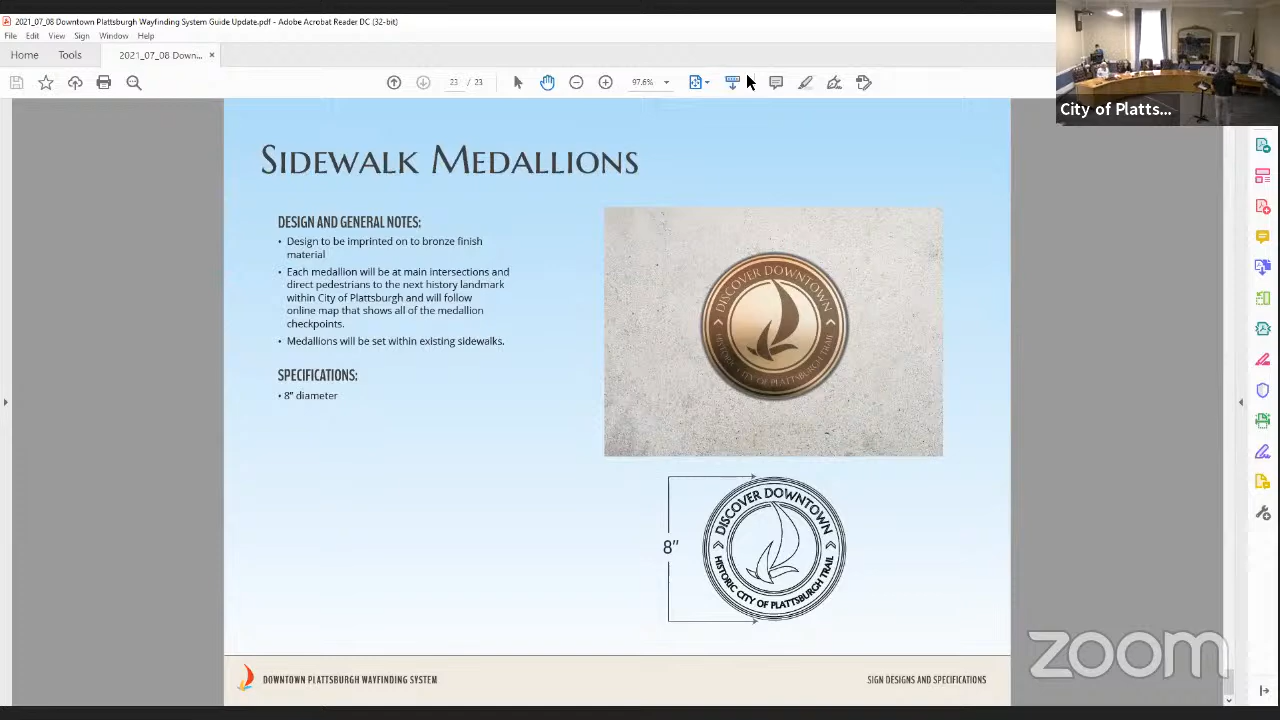 2021_07_08 Downtown Plattsburgh Wayfinding System Guide Update.pdf - Adobe Acrobat Reader DC (32-bit)
File Edit View Sign Window Help
Home Tools 2021_07_08 Down... ×
23 / 23 97.6%
City of Platts...
SIDEWALK MEDALLIONS
DESIGN AND GENERAL NOTES:
• Design to be imprinted on to bronze finish
material
• Each medallion will be at main intersections and
direct pedestrians to the next history landmark
within City of Plattsburgh and will follow
online map that shows all of the medallion
checkpoints.
• Medallions will be set within existing sidewalks.
SPECIFICATIONS:
• 8" diameter
DISCOVER DOWNTOWN
HISTORIC CITY OF PLATTSBURGH TRAIL
8"
DISCOVER DOWNTOWN
HISTORIC CITY OF PLATTSBURGH TRAIL
DOWNTOWN PLATTSBURGH WAYFINDING SYSTEM
SIGN DESIGNS AND SPECIFICATIONS
zoom